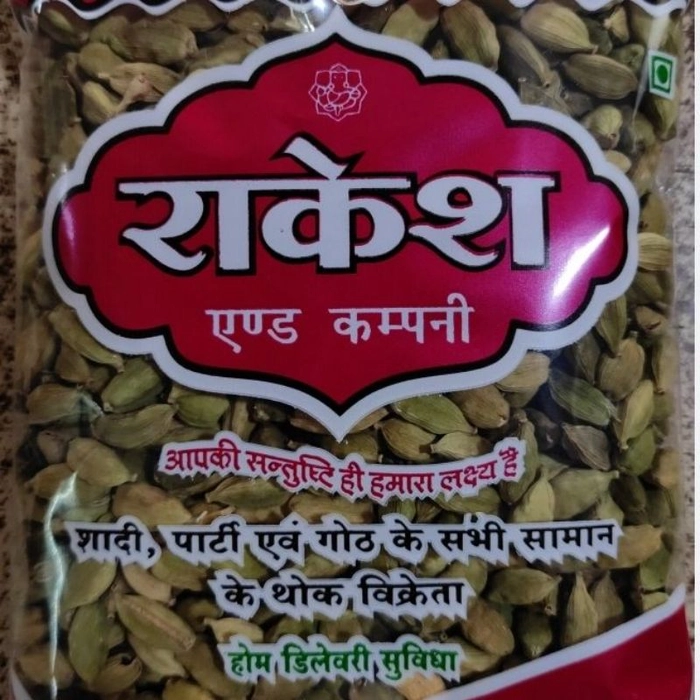 राकेश
एण्ड कम्पनी
आपकी सन्तुष्टि ही हमारा लक्ष्य है
शादी, पार्टी एवं गोठ के सभी सामान
के थोक विक्रेता
होम डिलेवरी सुविधा